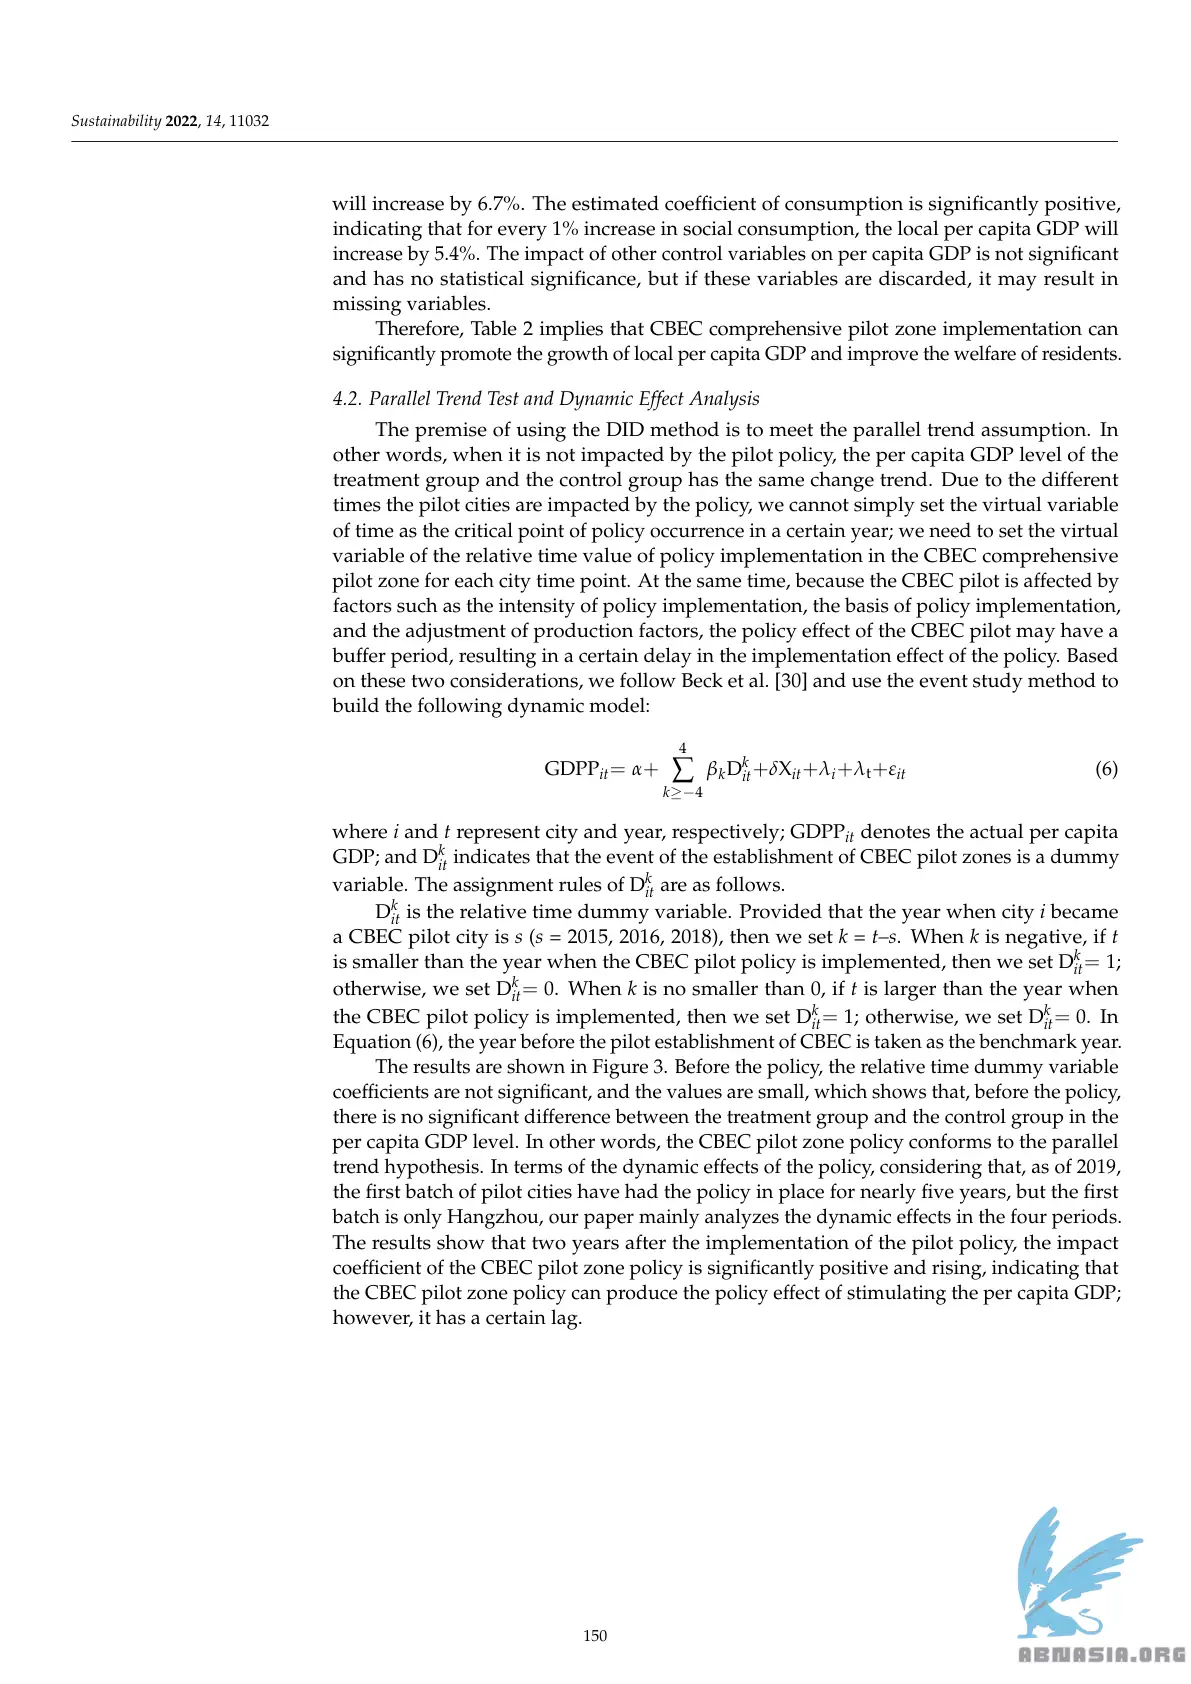 Sustainability 2022, 14, 11032
will increase by 6.7%. The estimated coefficient of consumption is significantly positive,
indicating that for every 1% increase in social consumption, the local per capita GDP will
increase by 5.4%. The impact of other control variables on per capita GDP is not significant
and has no statistical significance, but if these variables are discarded, it may result in
missing variables.
Therefore, Table 2 implies that CBEC comprehensive pilot zone implementation can
significantly promote the growth of local per capita GDP and improve the welfare of residents.
4.2. Parallel Trend Test and Dynamic Effect Analysis
The premise of using the DID method is to meet the parallel trend assumption. In
other words, when it is not impacted by the pilot policy, the per capita GDP level of the
treatment group and the control group has the same change trend. Due to the different
times the pilot cities are impacted by the policy, we cannot simply set the virtual variable
of time as the critical point of policy occurrence in a certain year; we need to set the virtual
variable of the relative time value of policy implementation in the CBEC comprehensive
pilot zone for each city time point. At the same time, because the CBEC pilot is affected by
factors such as the intensity of policy implementation, the basis of policy implementation,
and the adjustment of production factors, the policy effect of the CBEC pilot may have a
buffer period, resulting in a certain delay in the implementation effect of the policy. Based
on these two considerations, we follow Beck et al. [30] and use the event study method to
build the following dynamic model:
GDPP_{it}= α+ \sum_{k≥−4}^{4} β_kD_{it}^k+δX_{it}+λ_i+λ_t+ε_{it} (6)
where i and t represent city and year, respectively; GDPP_{it} denotes the actual per capita
GDP; and D_{it}^k indicates that the event of the establishment of CBEC pilot zones is a dummy
variable. The assignment rules of D_{it}^k are as follows.
D_{it}^k is the relative time dummy variable. Provided that the year when city i became
a CBEC pilot city is s (s = 2015, 2016, 2018), then we set k = t–s. When k is negative, if t
is smaller than the year when the CBEC pilot policy is implemented, then we set D_{it}^k= 1;
otherwise, we set D_{it}^k= 0. When k is no smaller than 0, if t is larger than the year when
the CBEC pilot policy is implemented, then we set D_{it}^k= 1; otherwise, we set D_{it}^k= 0. In
Equation (6), the year before the pilot establishment of CBEC is taken as the benchmark year.
The results are shown in Figure 3. Before the policy, the relative time dummy variable
coefficients are not significant, and the values are small, which shows that, before the policy,
there is no significant difference between the treatment group and the control group in the
per capita GDP level. In other words, the CBEC pilot zone policy conforms to the parallel
trend hypothesis. In terms of the dynamic effects of the policy, considering that, as of 2019,
the first batch of pilot cities have had the policy in place for nearly five years, but the first
batch is only Hangzhou, our paper mainly analyzes the dynamic effects in the four periods.
The results show that two years after the implementation of the pilot policy, the impact
coefficient of the CBEC pilot zone policy is significantly positive and rising, indicating that
the CBEC pilot zone policy can produce the policy effect of stimulating the per capita GDP;
however, it has a certain lag.
150
ABNASIA.ORG